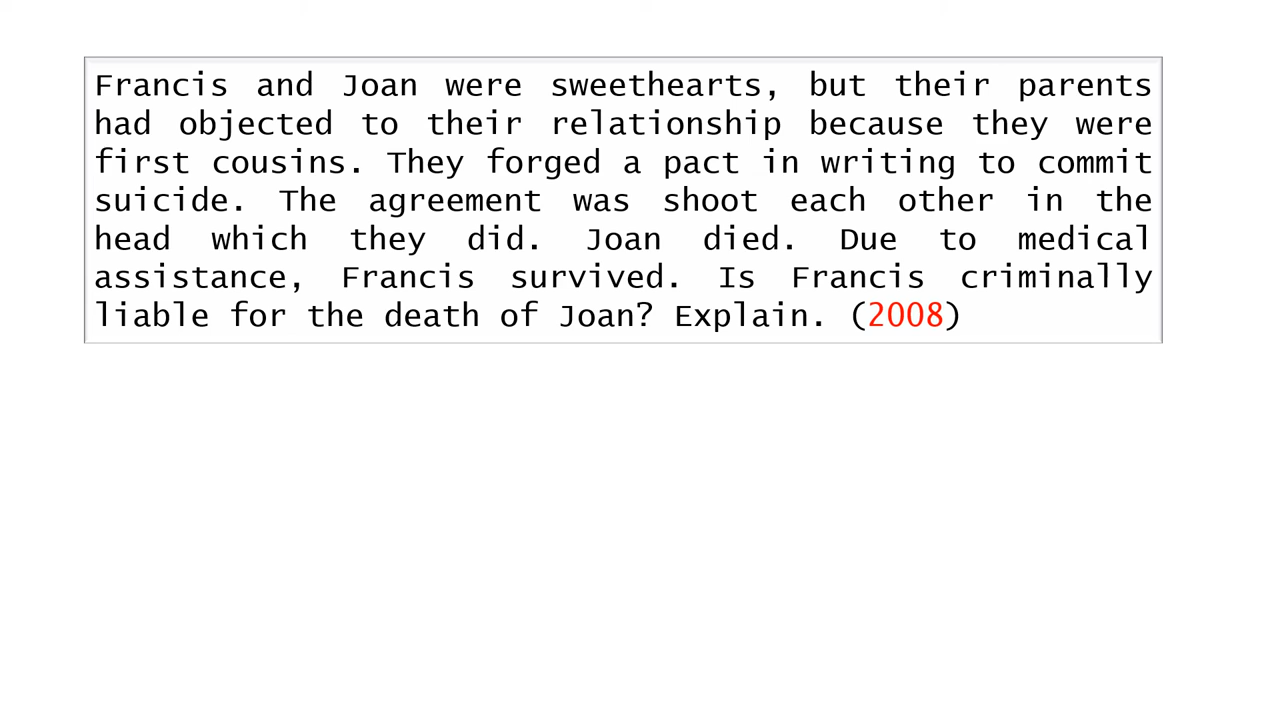 Francis and Joan were sweethearts, but their parents
had objected to their relationship because they were
first cousins. They forged a pact in writing to commit
suicide. The agreement was shoot each other in the
head which they did. Joan died. Due to medical
assistance, Francis survived. Is Francis criminally
liable for the death of Joan? Explain. (2008)